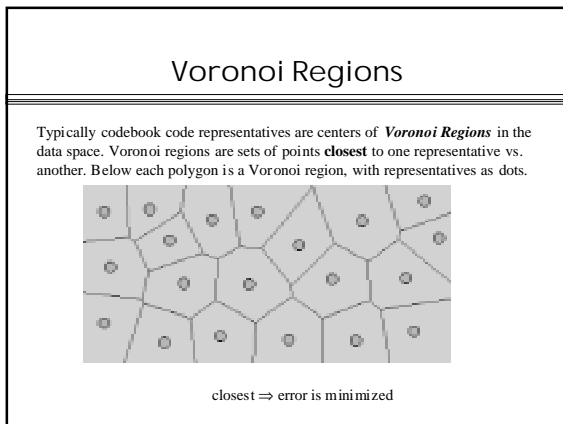 Voronoi Regions
Typically codebook code representatives are centers of Voronoi Regions in the
data space. Voronoi regions are sets of points closest to one representative vs.
another. Below each polygon is a Voronoi region, with representatives as dots.
closest ⇒ error is minimized